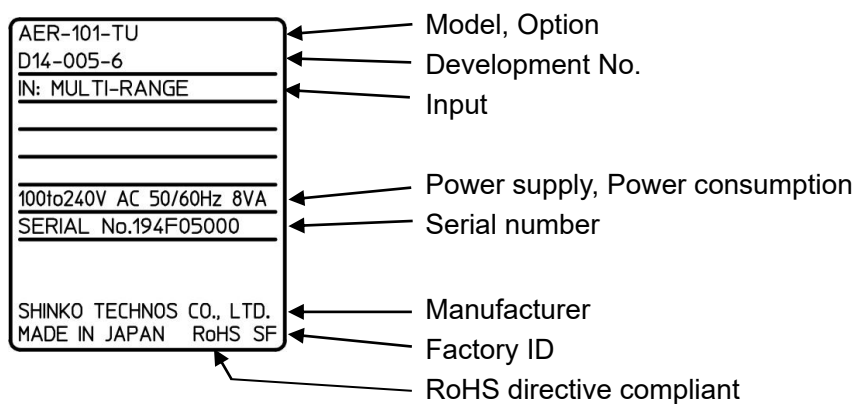 AER-101-TU
Model, Option
D14-005-6
Development No.
IN: MULTI-RANGE
Input
100to240V AC 50/60Hz 8VA
Power supply, Power consumption
SERIAL No.194F05000
Serial number
SHINKO TECHNOS CO., LTD.
Manufacturer
MADE IN JAPAN RoHS SF
Factory ID
RoHS directive compliant